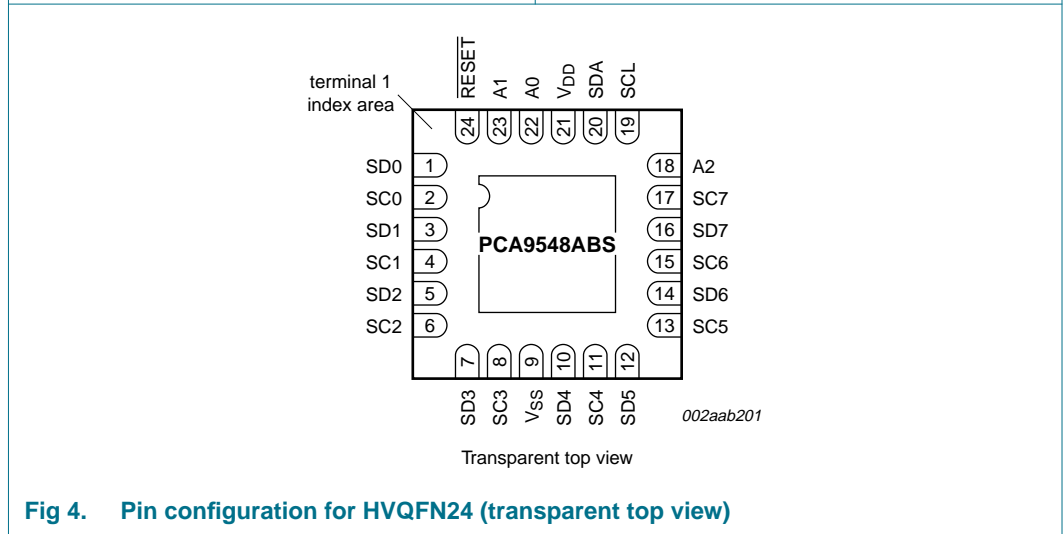 terminal 1
index area
RESET
A1
A0
VDD
SDA
SCL
24
23
22
21
20
19
SD0 1
SC0 2
SD1 3
SC1 4
SD2 5
SC2 6
18 A2
17 SC7
16 SD7
15 SC6
14 SD6
13 SC5
PCA9548ABS
7
8
9
10
11
12
SD3
SC3
VSS
SD4
SC4
SD5
002aab201
Transparent top view
Fig 4. Pin configuration for HVQFN24 (transparent top view)